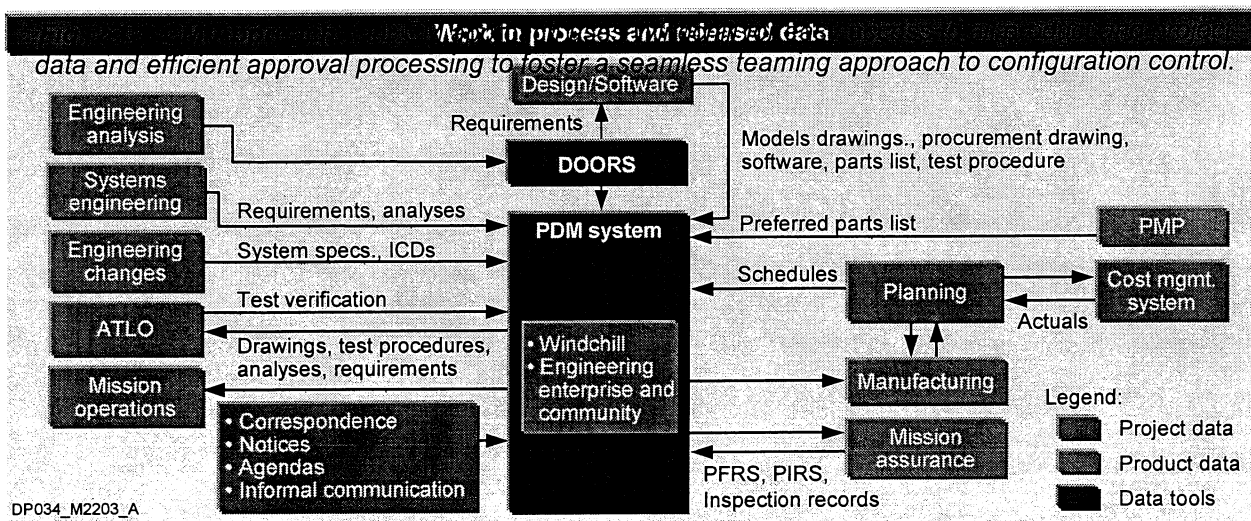 Work in process and released data
data and efficient approval processing to foster a seamless teaming approach to configuration control.
Design/Software
Engineering
analysis
Requirements
Models drawings., procurement drawing,
software, parts list, test procedure
DOORS
Systems
engineering
Requirements, analyses
PDM system
Preferred parts list
PMP
Engineering
changes
System specs., ICDs
Schedules
Planning
Cost mgmt.
system
Actuals
Test verification
ATLO
Drawings, test procedures,
analyses, requirements
• Windchill
• Engineering
enterprise and
community
Manufacturing
Mission
operations
• Correspondence
• Notices
• Agendas
• Informal communication
Mission
assurance
PFRS, PIRS,
Inspection records
Legend:
Project data
Product data
Data tools
DP034_M2203_A